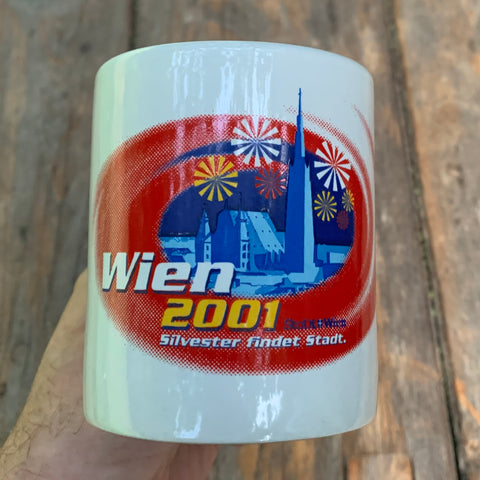 Wien
2001
Silvester findet Stadt.